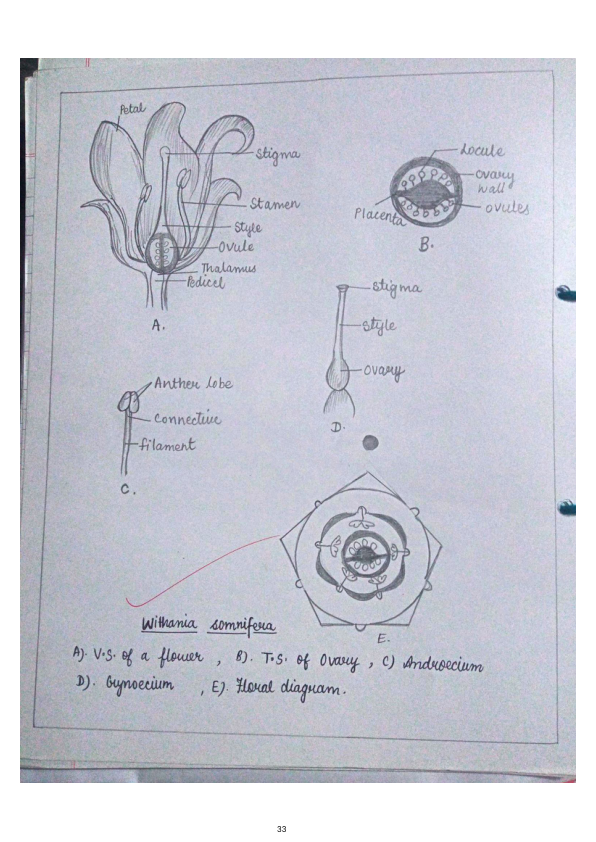 Petal
Stigma
Stamen
Style
Ovule
Thalamus
Pedicel
A.
Locule
Ovary
wall
ovules
Placenta
B.
Stigma
Style
Ovary
D.
Anther lobe
Connective
filament
C.
E.
Withania somnifera
A). V.S. of a flower , B). T.S. of Ovary , C) Androecium
D). Gynoecium , E). Floral diagram.
33